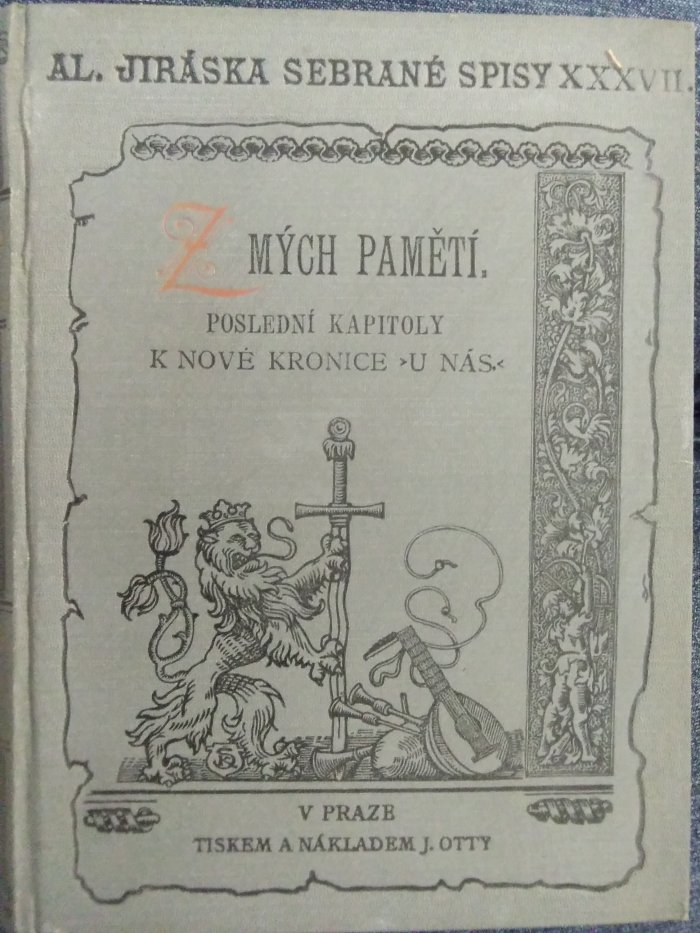 AL. JIRÁSKA SEBRANÉ SPISY XXXVII.
Z MÝCH PAMĚTÍ.
POSLEDNÍ KAPITOLY
K NOVÉ KRONICE ›U NÁS.‹
V PRAZE
TISKEM A NÁKLADEM J. OTTY